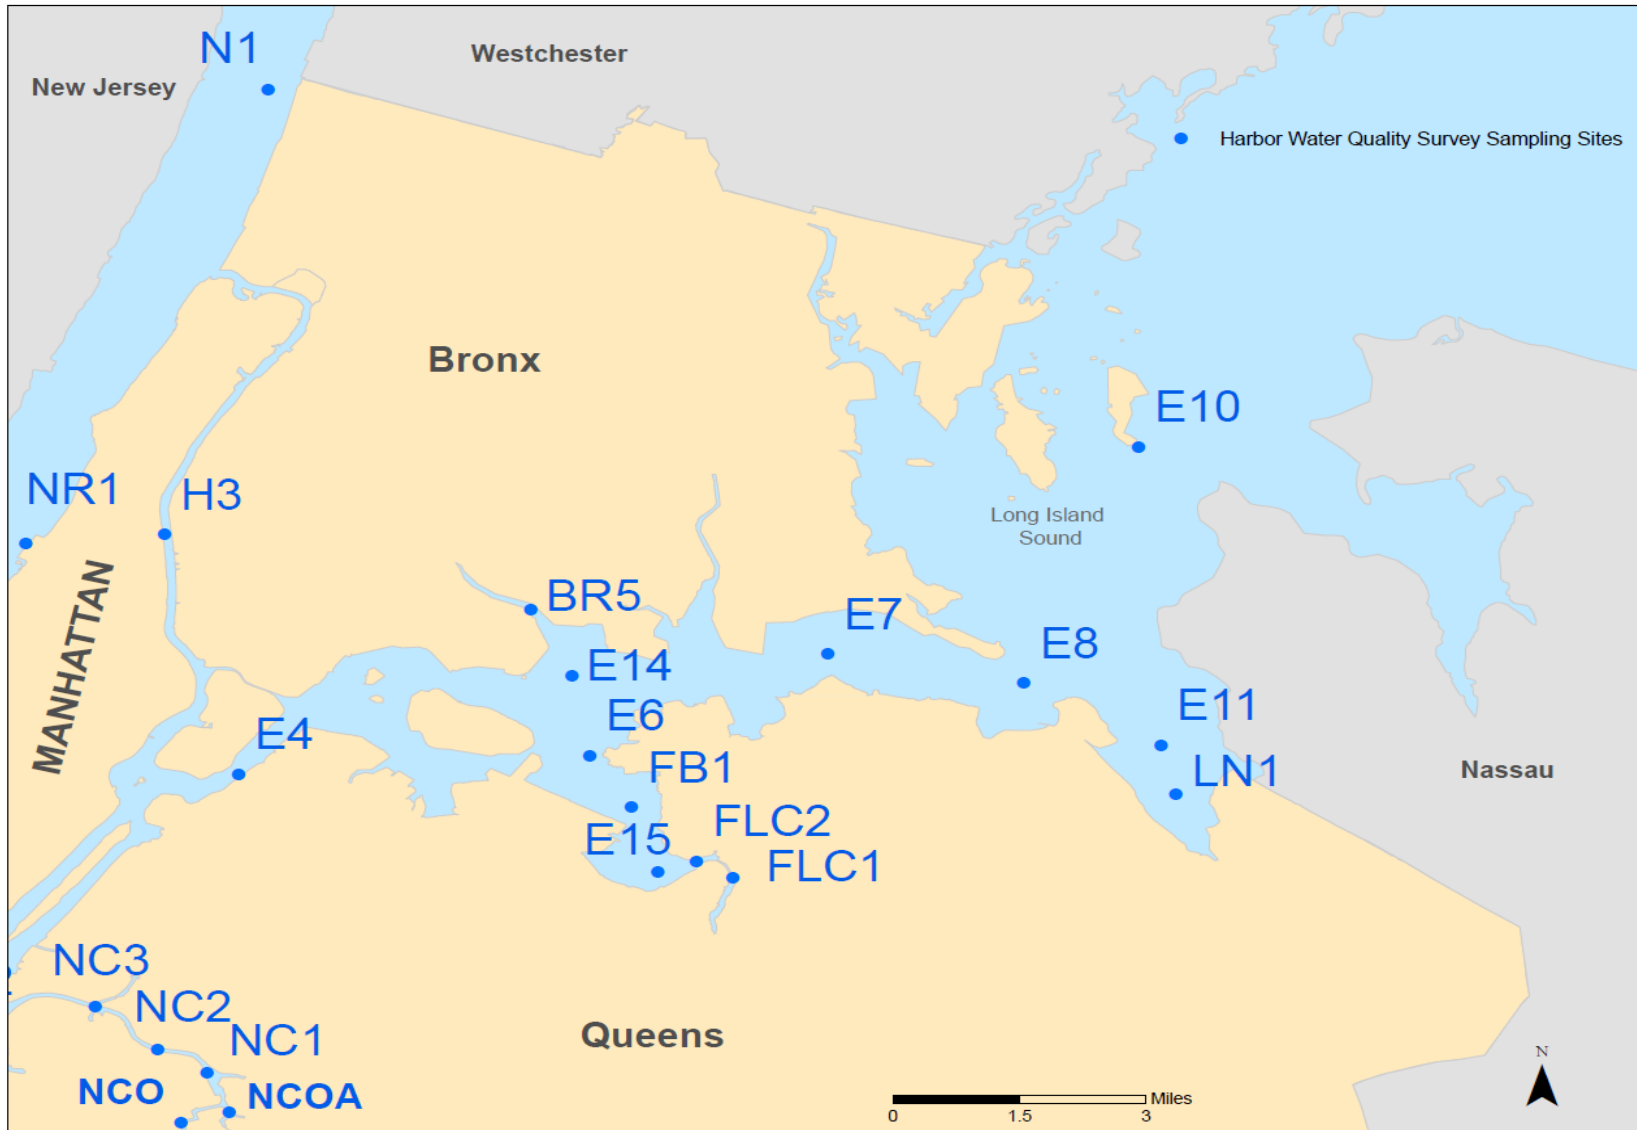 N1
Westchester
New Jersey
Harbor Water Quality Survey Sampling Sites
Bronx
E10
NR1
H3
Long Island
Sound
MANHATTAN
BR5
E7
E14
E8
E6
E11
E4
FB1
LN1
Nassau
E15
FLC2
FLC1
NC3
NC2
NC1
Queens
NCO
NCOA
N
Miles
0
1.5
3